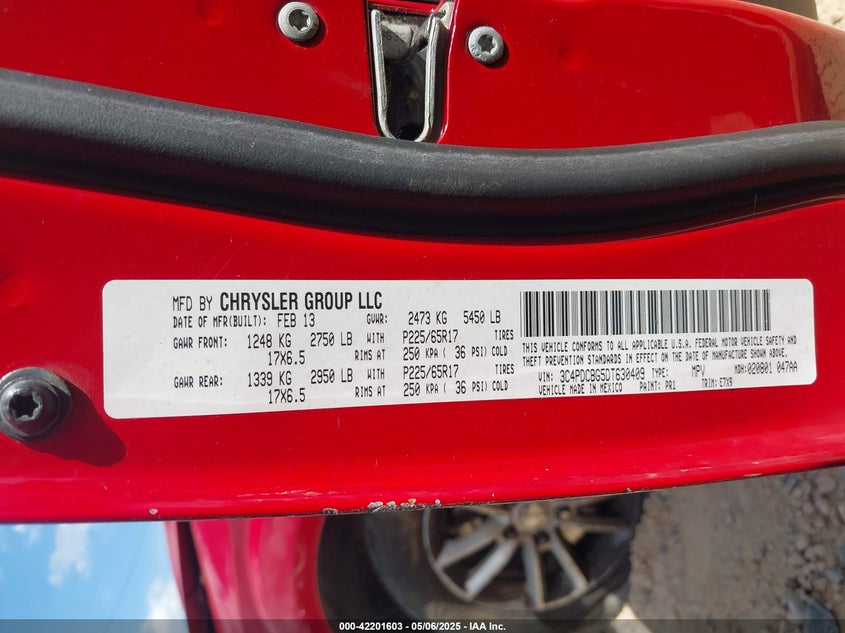 MFD BY CHRYSLER GROUP LLC
DATE OF MFR(BUILT): FEB 13 GVWR: 2473 KG 5450 LB
GAWR FRONT: 1248 KG 2750 LB WITH P225/65R17 TIRES
17X6.5 RIMS AT 250 KPA ( 36 PSI) COLD
GAWR REAR: 1339 KG 2950 LB WITH P225/65R17 TIRES
17X6.5 RIMS AT 250 KPA ( 36 PSI) COLD
THIS VEHICLE CONFORMS TO ALL APPLICABLE U.S.A. FEDERAL MOTOR VEHICLE SAFETY AND
THEFT PREVENTION STANDARDS IN EFFECT ON THE DATE OF MANUFACTURE SHOWN ABOVE.
VIN: 3C4PDCBG5DT630409 TYPE: MPV MDH:020801 047AA
VEHICLE MADE IN MEXICO PAINT: PR1 TRIM: E7X9
000-42201603 - 05/06/2025 - IAA Inc.